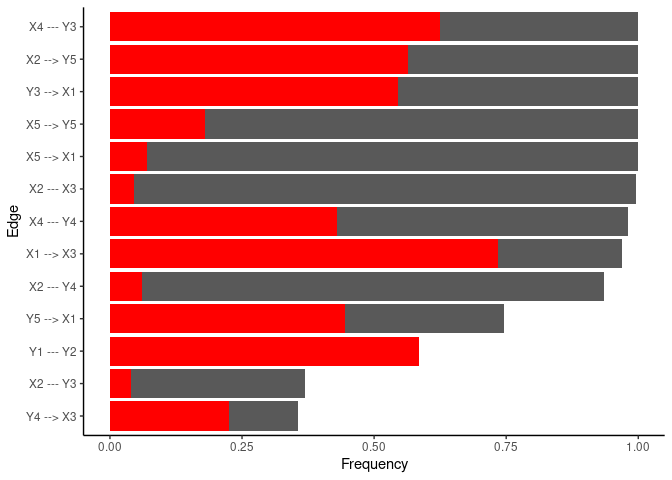 X4 --- Y3
X2 --> Y5
Y3 --> X1
X5 --> Y5
X5 --> X1
X2 --- X3
X4 --- Y4
X1 --> X3
X2 --- Y4
Y5 --> X1
Y1 --- Y2
X2 --- Y3
Y4 --> X3
Edge
0.00 0.25 0.50 0.75 1.00
Frequency